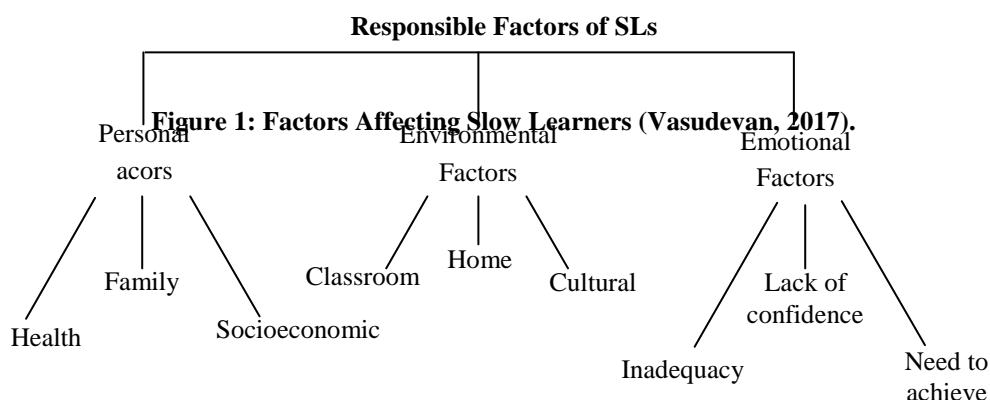 Responsible Factors of SLs
Figure 1: Factors Affecting Slow Learners (Vasudevan, 2017).
Personal
acors
Environmental
Factors
Emotional
Factors
Health
Family
Socioeconomic
Classroom
Home
Cultural
Inadequacy
Lack of
confidence
Need to
achieve